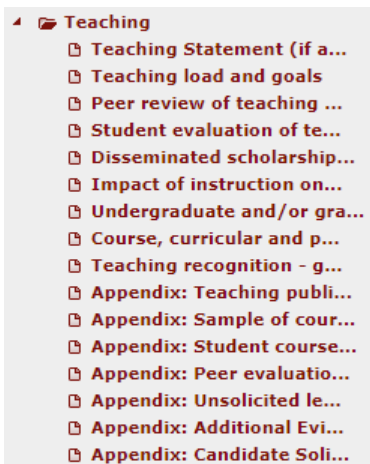 Teaching
Teaching Statement (if a...
Teaching load and goals
Peer review of teaching ...
Student evaluation of te...
Disseminated scholarship...
Impact of instruction on...
Undergraduate and/or gra...
Course, curricular and p...
Teaching recognition - g...
Appendix: Teaching publi...
Appendix: Sample of cour...
Appendix: Student course...
Appendix: Peer evaluatio...
Appendix: Unsolicited le...
Appendix: Additional Evi...
Appendix: Candidate Soli...